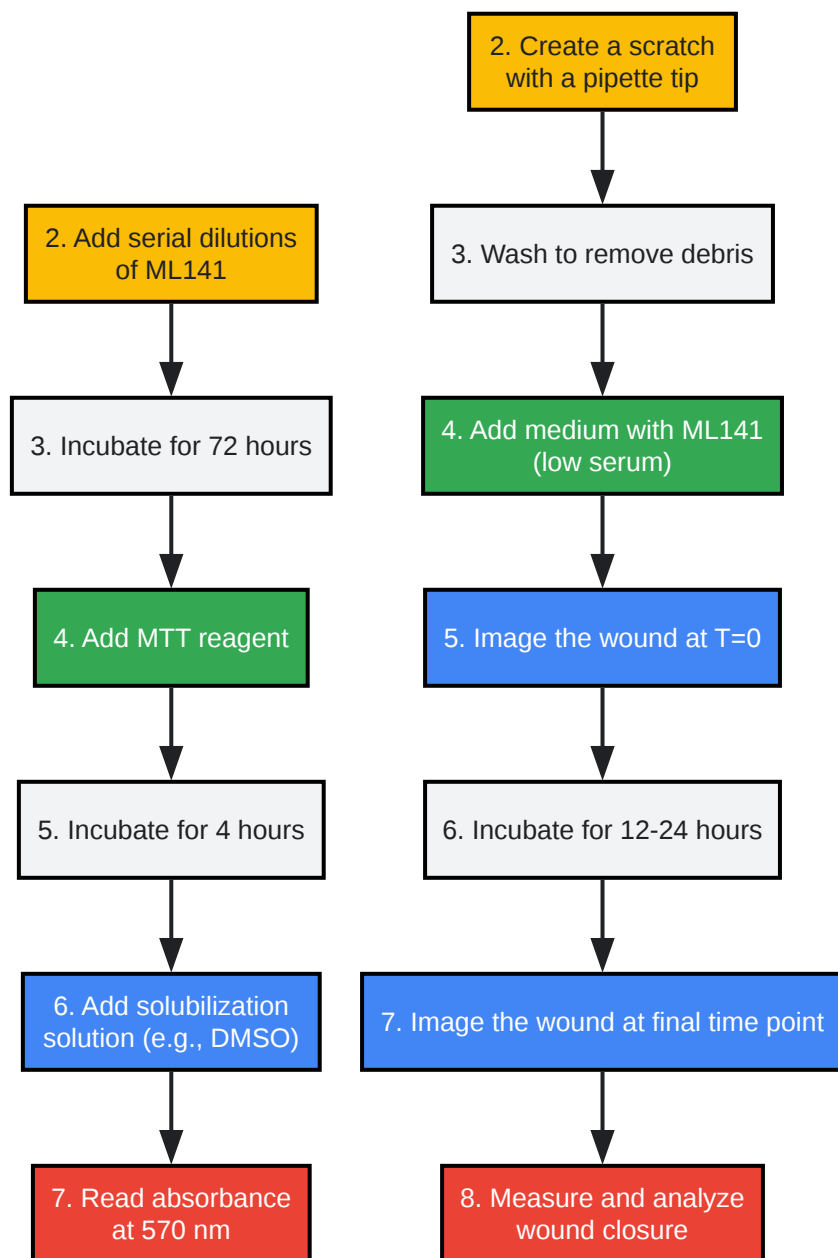 2. Add serial dilutions
of ML141
3. Incubate for 72 hours
4. Add MTT reagent
5. Incubate for 4 hours
6. Add solubilization
solution (e.g., DMSO)
7. Read absorbance
at 570 nm
2. Create a scratch
with a pipette tip
3. Wash to remove debris
4. Add medium with ML141
(low serum)
5. Image the wound at T=0
6. Incubate for 12-24 hours
7. Image the wound at final time point
8. Measure and analyze
wound closure